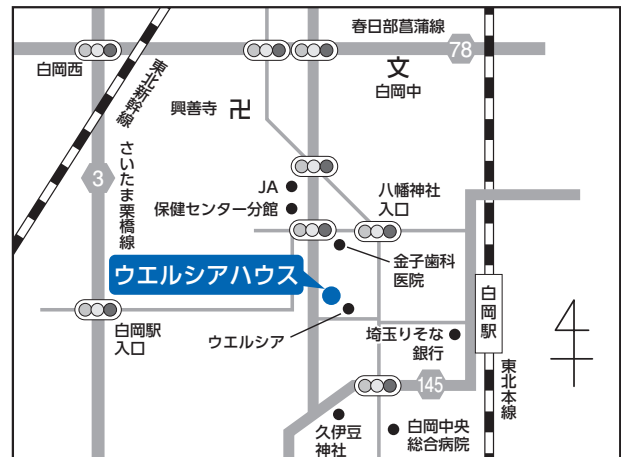 春日部菖蒲線
78
白岡西
文
白岡中
東北新幹線
興善寺 卍
さいたま栗橋線
3
JA
保健センター分館
八幡神社
入口
金子歯科
医院
ウエルシアハウス
白岡駅
入口
ウエルシア
埼玉りそな
銀行
白岡駅
東北本線
145
久伊豆
神社
白岡中央
総合病院